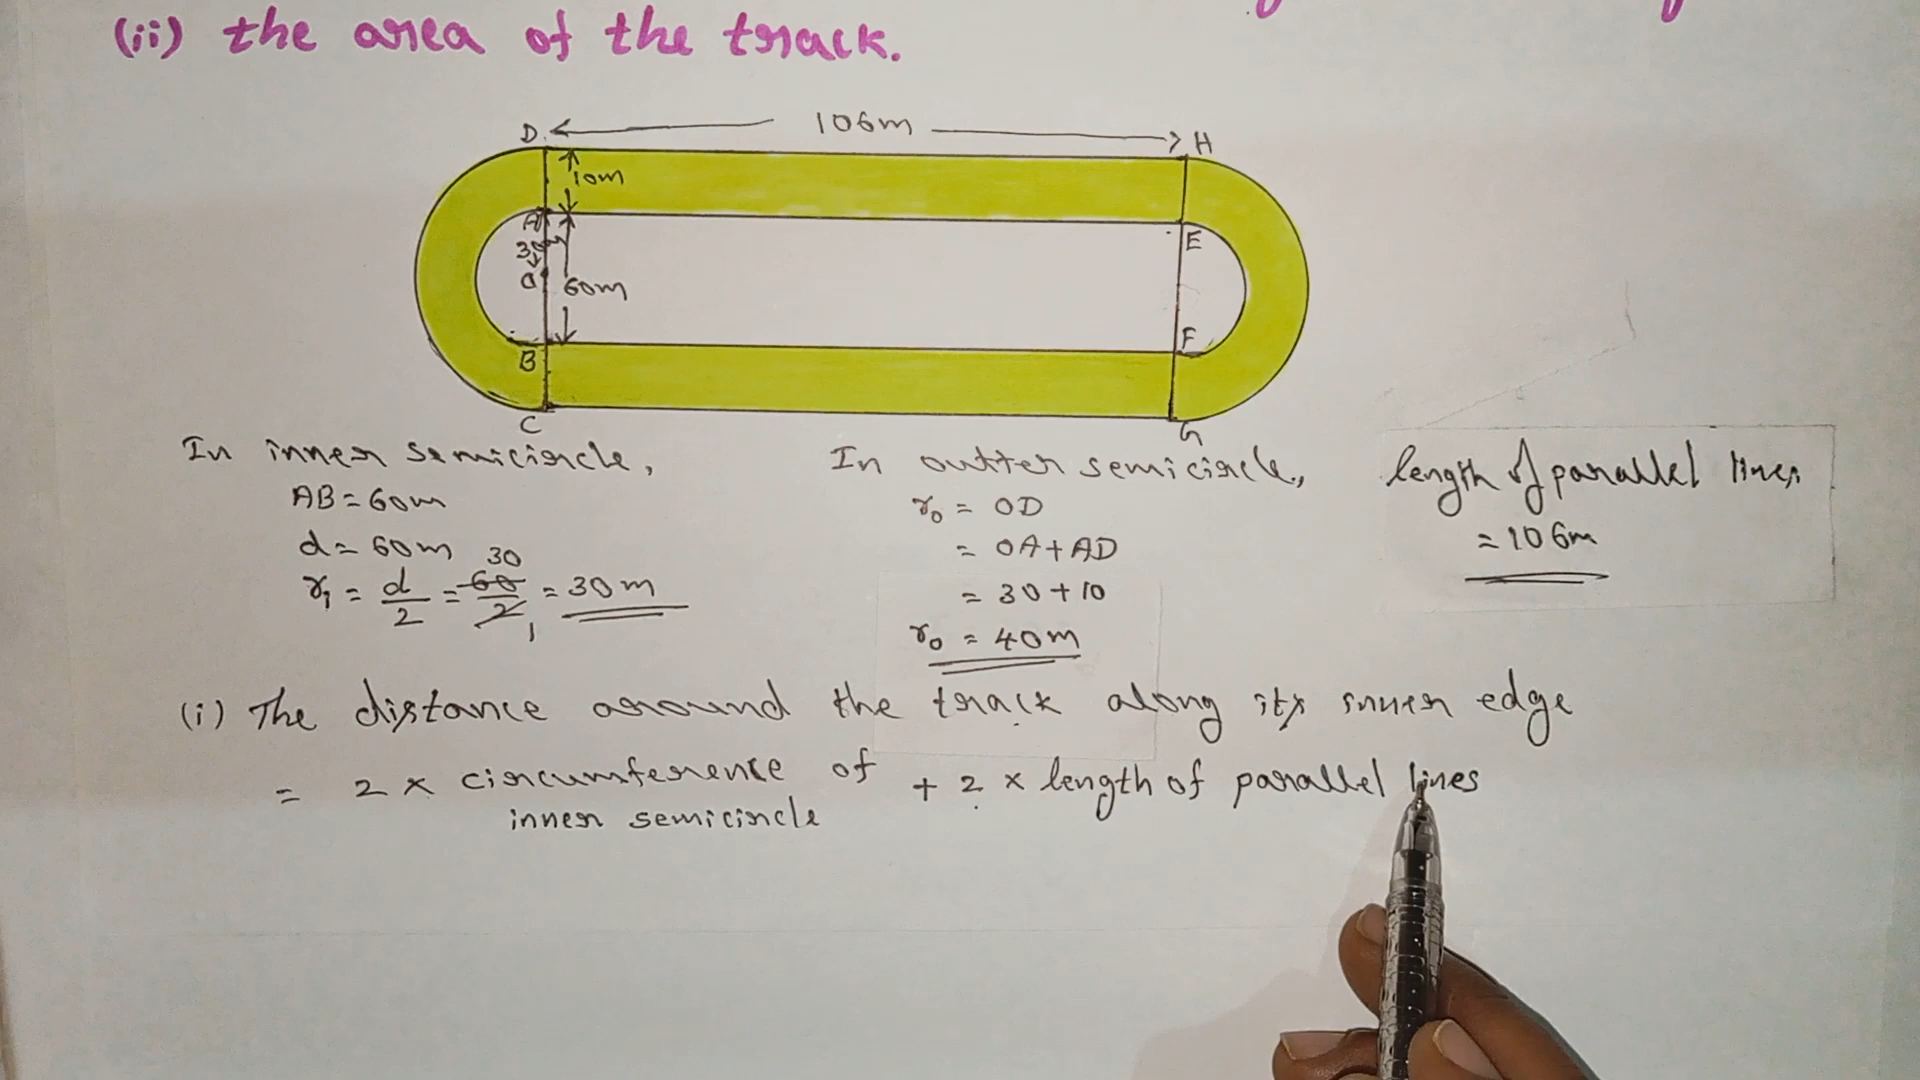 (ii) the area of the track.
D 106m H
10m
A
30m E
O 60m
F
B
C G
In inner semicircle,
AB = 60m
d = 60m
r₁ = d/2 = 60/2 = 30m
30
1
In outter semicircle,
r₀ = OD
= OA + AD
= 30 + 10
r₀ = 40m
length of parallel lines
= 106m
(i) The distance around the track along its inner edge
= 2 x circumference of + 2 x length of parallel lines
inner semicircle